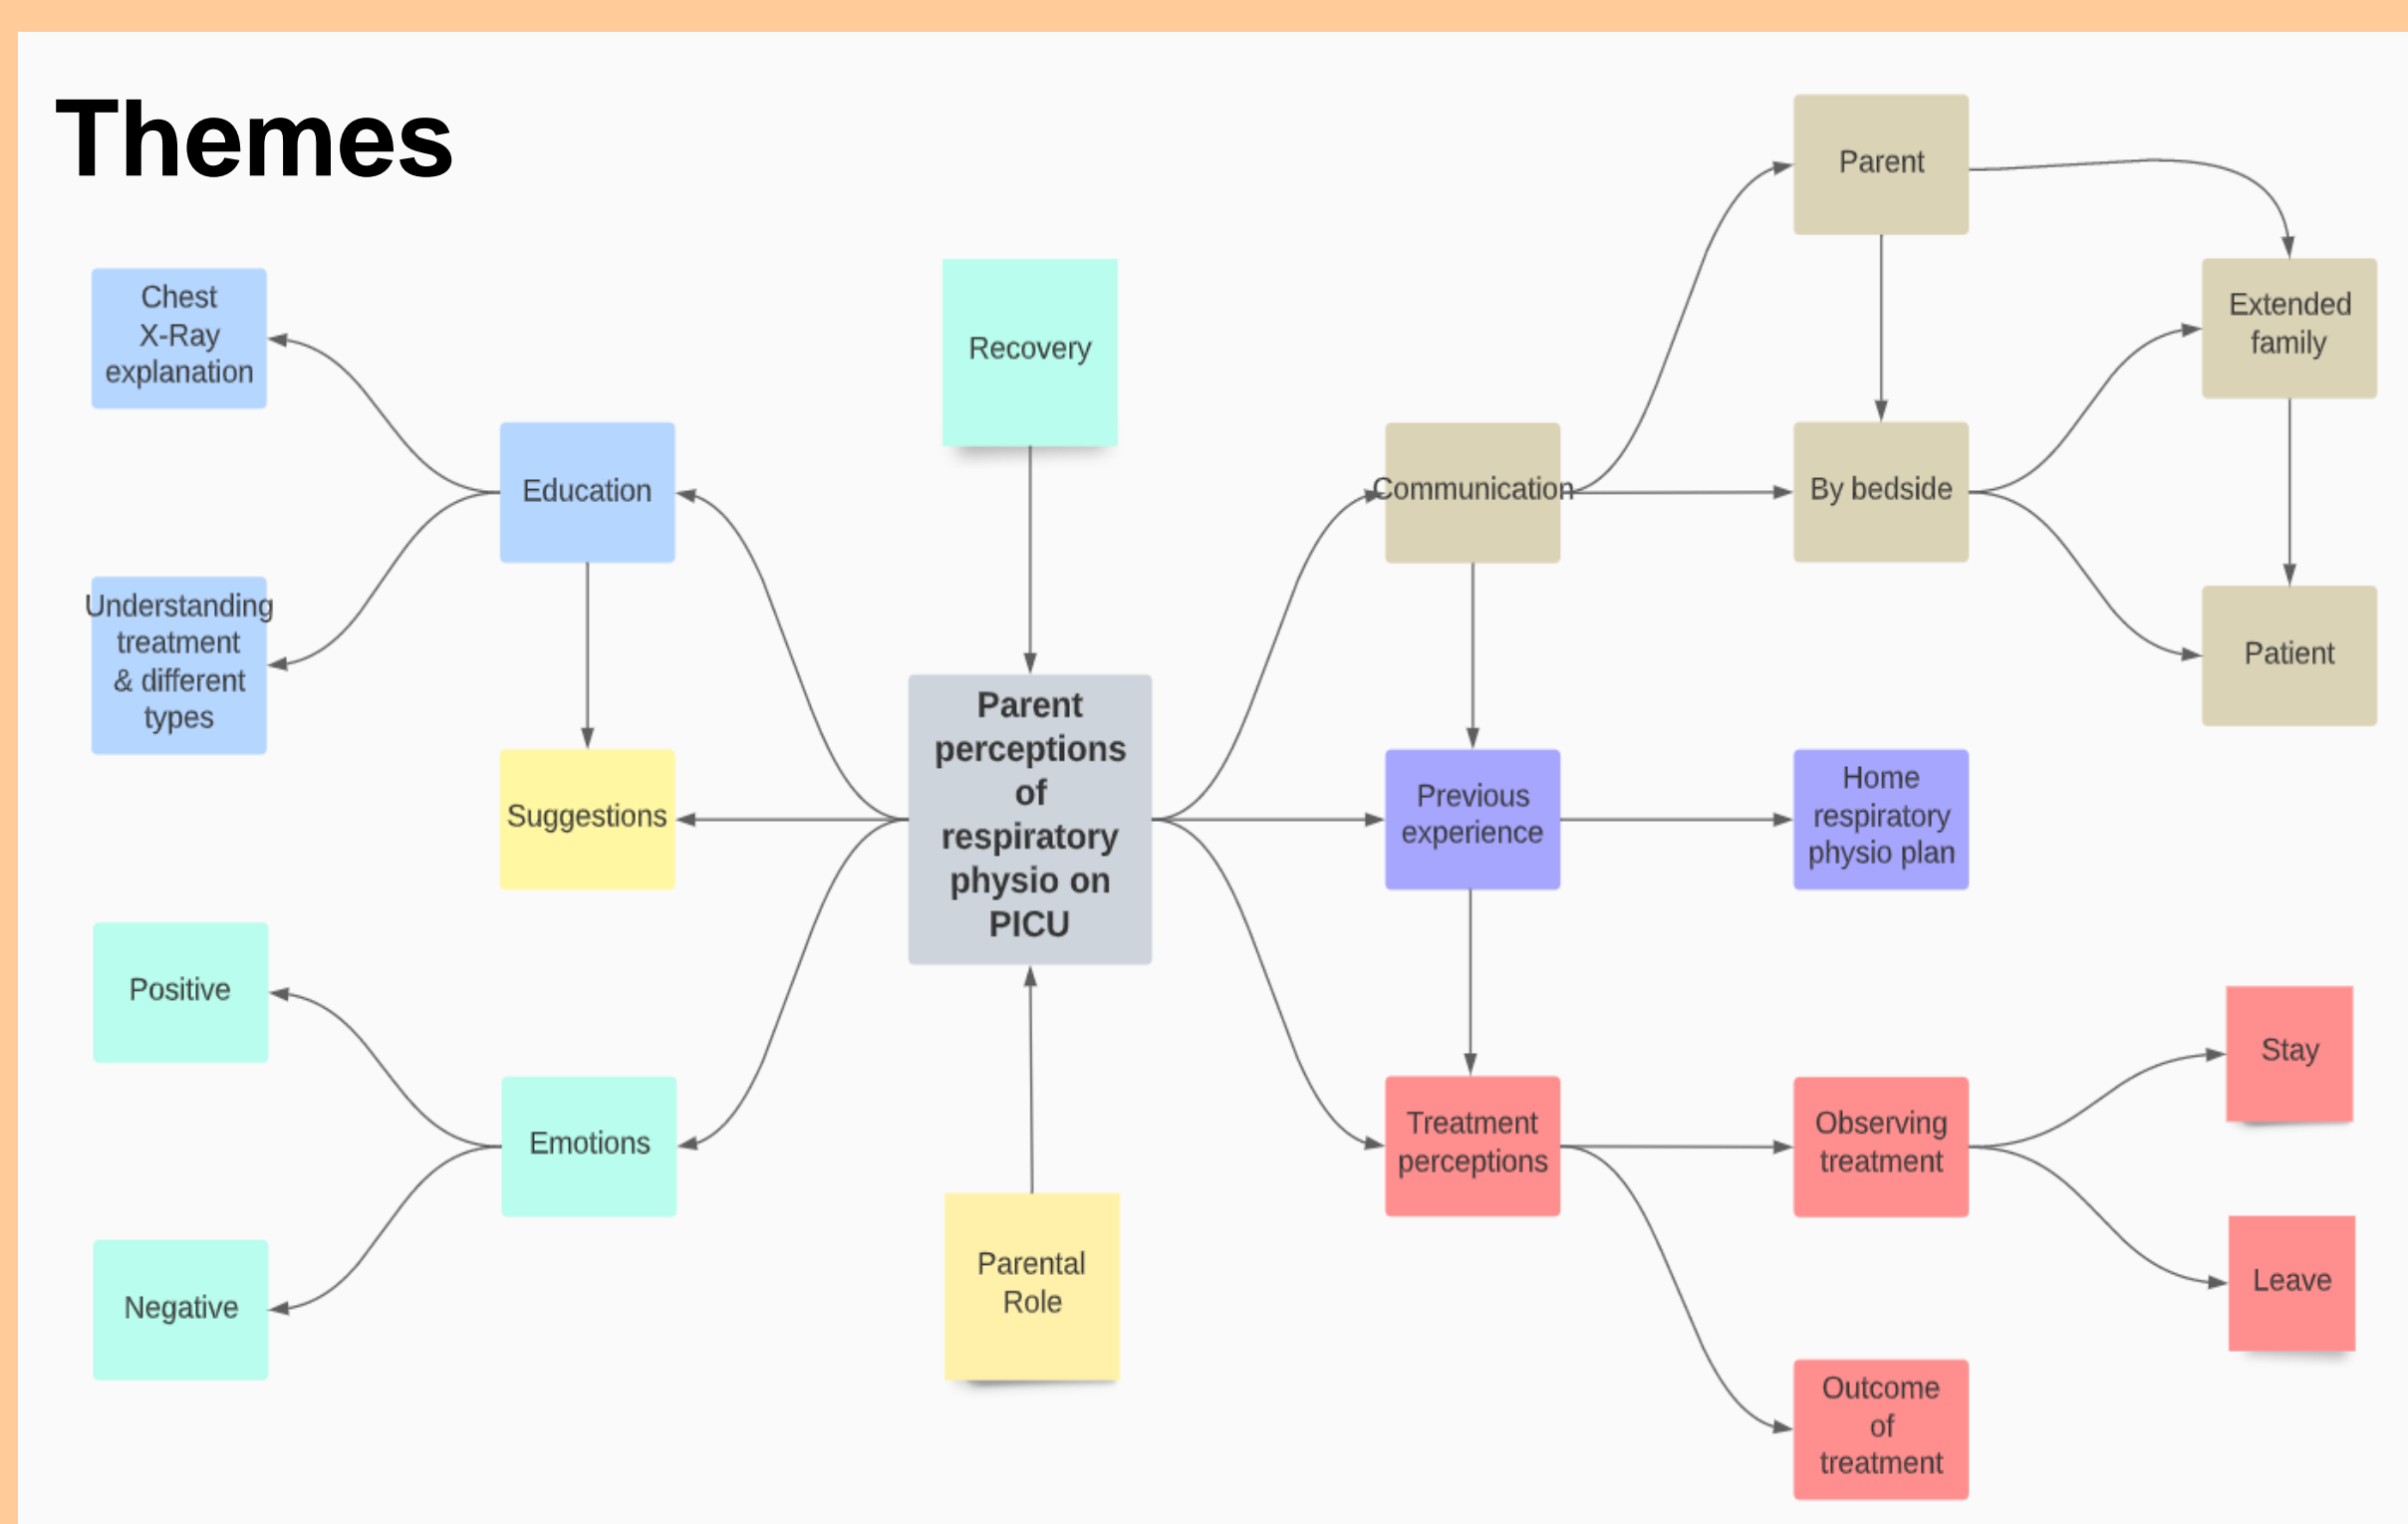 Themes
Chest
X-Ray
explanation
Understanding
treatment
& different
types
Education
Suggestions
Positive
Negative
Emotions
Recovery
Parent
perceptions
of
respiratory
physio on
PICU
Parental
Role
Communication
Parent
By bedside
Extended
family
Patient
Previous
experience
Home
respiratory
physio plan
Treatment
perceptions
Observing
treatment
Stay
Leave
Outcome
of
treatment